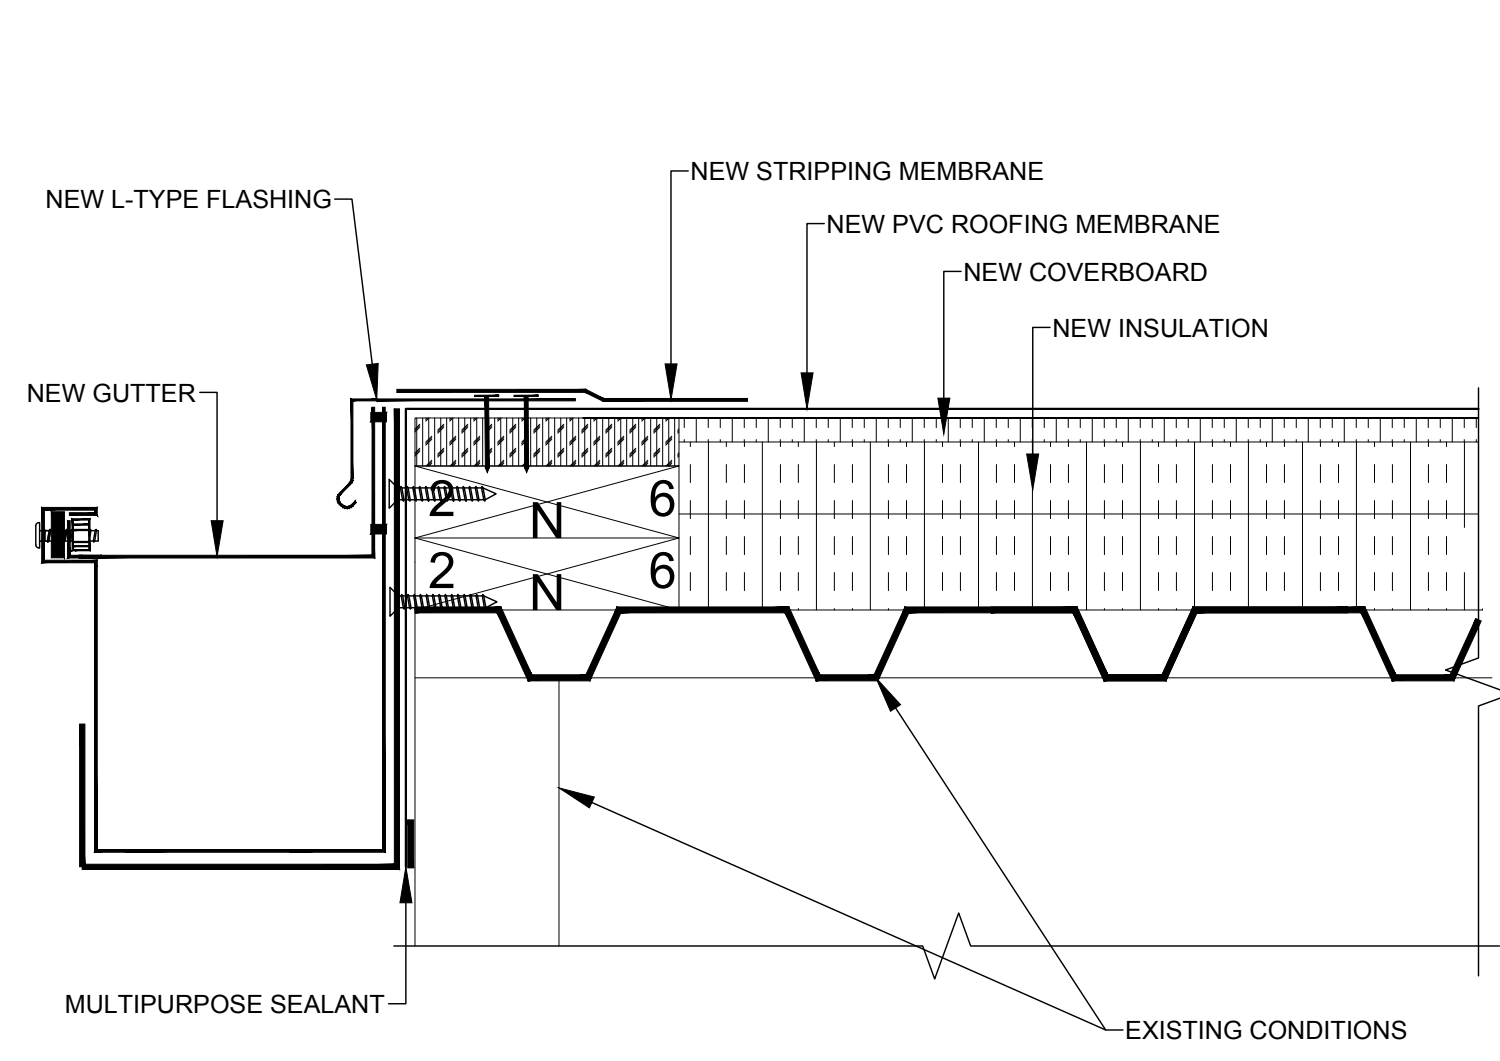 NEW STRIPPING MEMBRANE
NEW L-TYPE FLASHING
NEW PVC ROOFING MEMBRANE
NEW COVERBOARD
NEW INSULATION
NEW GUTTER
2 N 6
2 N 6
MULTIPURPOSE SEALANT
EXISTING CONDITIONS